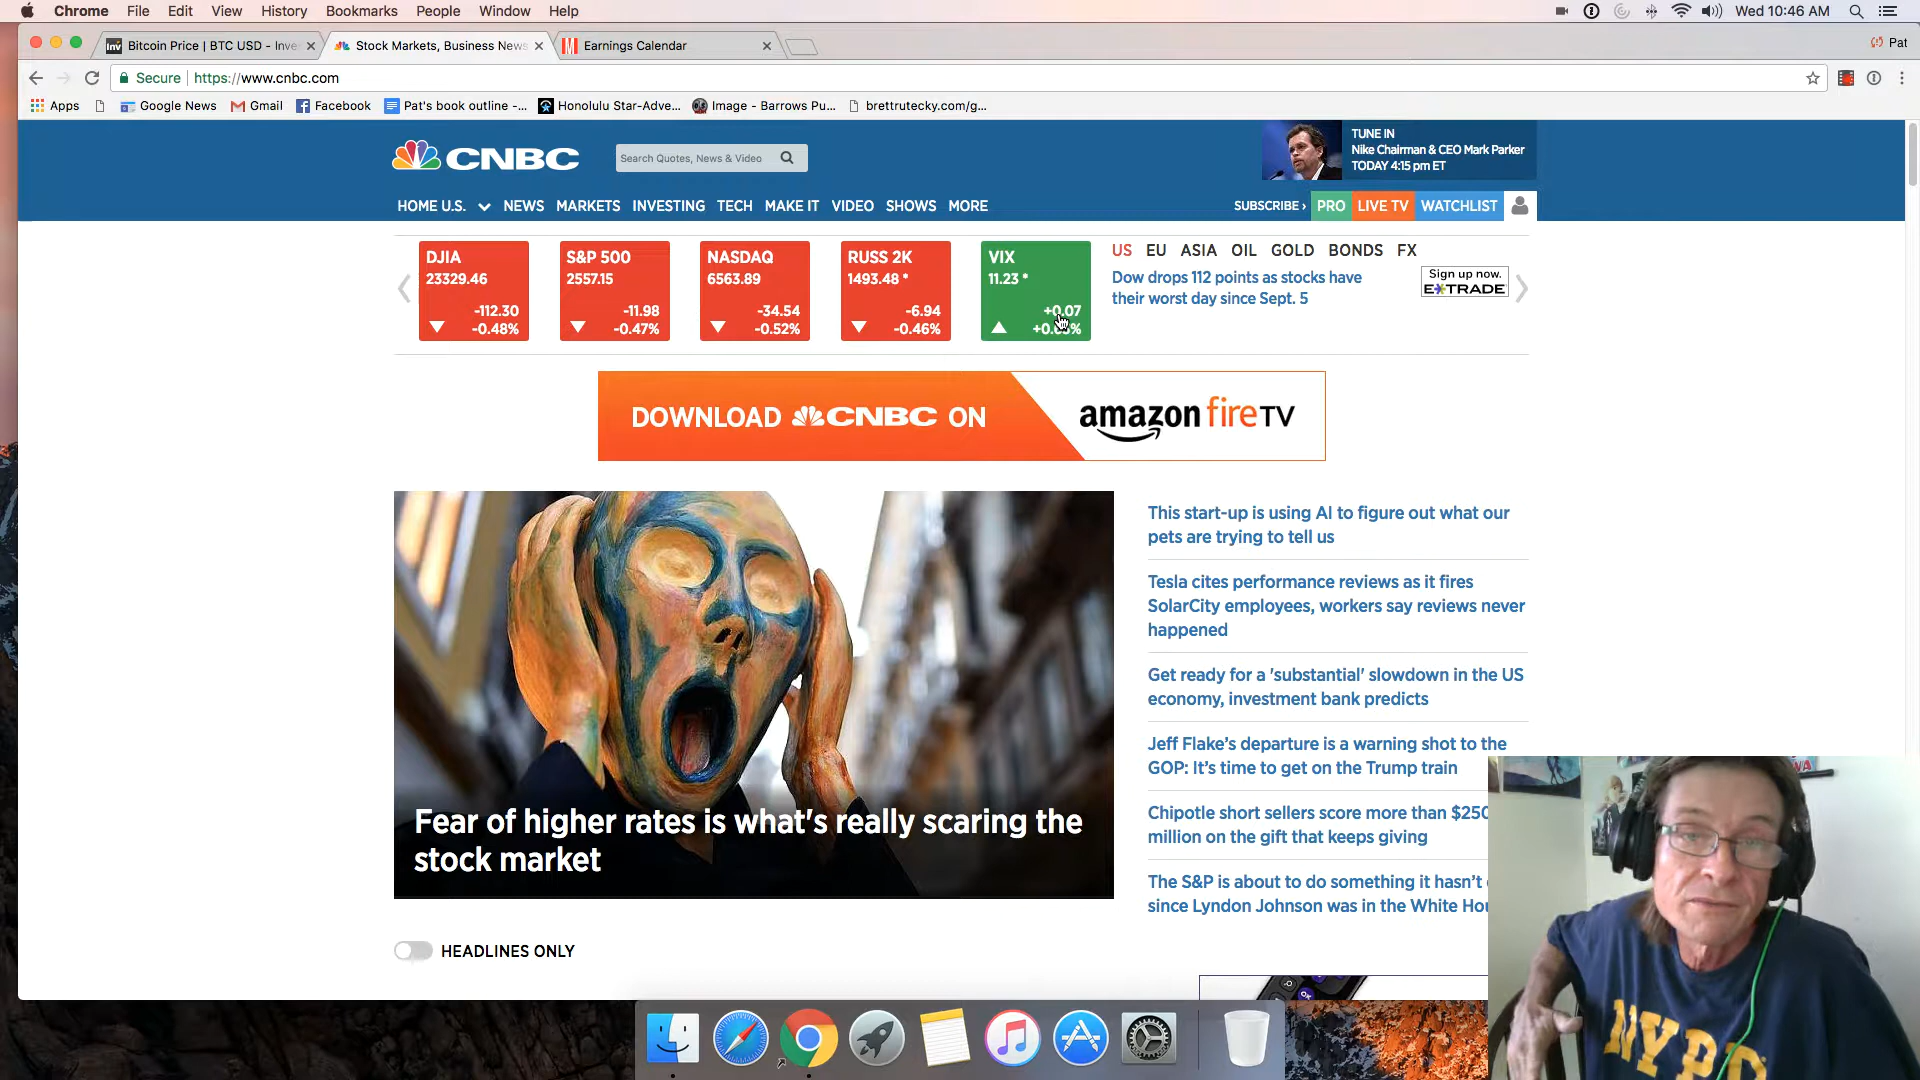 Chrome File Edit View History Bookmarks People Window Help
Wed 10:46 AM
Bitcoin Price | BTC USD - Inve
Stock Markets, Business News
Earnings Calendar
Pat
Secure https://www.cnbc.com
Apps Google News Gmail Facebook Pat's book outline -... Honolulu Star-Adve... Image - Barrows Pu... brettrutecky.com/g...
CNBC
Search Quotes, News & Video
TUNE IN
Nike Chairman & CEO Mark Parker
TODAY 4:15 pm ET
HOME U.S. NEWS MARKETS INVESTING TECH MAKE IT VIDEO SHOWS MORE
SUBSCRIBE › PRO LIVE TV WATCHLIST
DJIA
23329.46
-112.30
-0.48%
S&P 500
2557.15
-11.98
-0.47%
NASDAQ
6563.89
-34.54
-0.52%
RUSS 2K
1493.48 *
-6.94
-0.46%
VIX
11.23 *
+0.07
US EU ASIA OIL GOLD BONDS FX
Dow drops 112 points as stocks have
their worst day since Sept. 5
Sign up now.
E*TRADE
DOWNLOAD CNBC ON
amazon fireTV
Fear of higher rates is what's really scaring the
stock market
This start-up is using AI to figure out what our
pets are trying to tell us
Tesla cites performance reviews as it fires
SolarCity employees, workers say reviews never
happened
Get ready for a 'substantial' slowdown in the US
economy, investment bank predicts
Jeff Flake's departure is a warning shot to the
GOP: It's time to get on the Trump train
Chipotle short sellers score more than $250
million on the gift that keeps giving
The S&P is about to do something it hasn't
since Lyndon Johnson was in the White Hou
HEADLINES ONLY
NYPD